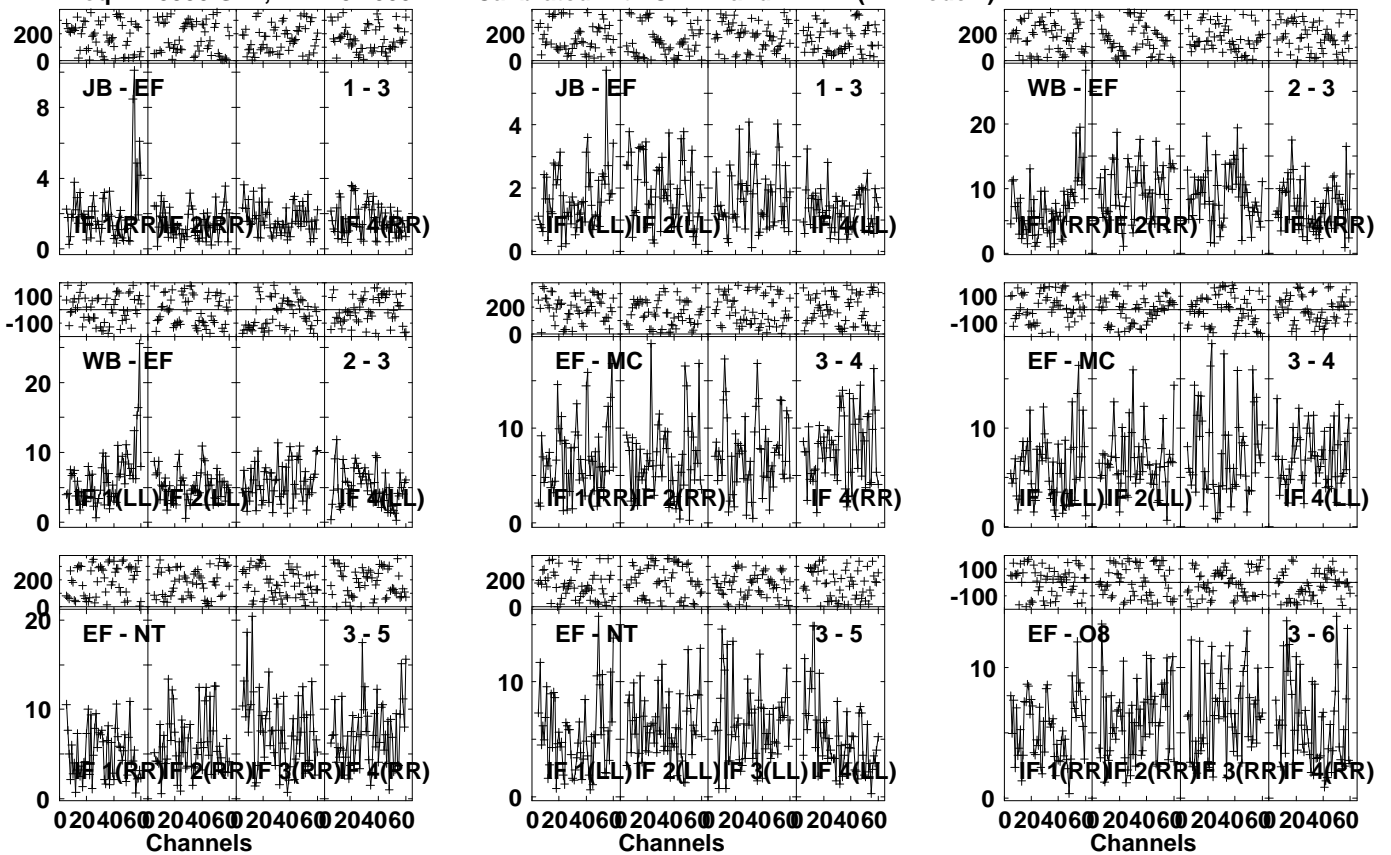 200
0
200
0
200
0
JB - EF 1 - 3
JB - EF 1 - 3
WB - EF 2 - 3
8
4
0
4
2
0
20
10
0
IF 1(RR) IF 2(RR) IF 4(RR)
IF 1(LL) IF 2(LL) IF 4(LL)
IF 1(RR) IF 2(RR) IF 4(RR)
100
-100
200
0
100
-100
WB - EF 2 - 3
EF - MC 3 - 4
EF - MC 3 - 4
20
10
0
10
0
10
0
IF 1(LL) IF 2(LL) IF 4(LL)
IF 1(RR) IF 2(RR) IF 4(RR)
IF 1(LL) IF 2(LL) IF 4(LL)
200
0
200
0
100
-100
EF - NT 3 - 5
EF - NT 3 - 5
EF - O8 3 - 6
20
10
0
10
0
10
0
IF 1(RR) IF 2(RR) IF 3(RR) IF 4(RR)
IF 1(LL) IF 2(LL) IF 3(LL) IF 4(LL)
IF 1(RR) IF 2(RR) IF 3(RR) IF 4(RR)
0 20 40 60 0 20 40 60 0 20 40 60 0 20 40 60
0 20 40 60 0 20 40 60 0 20 40 60 0 20 40 60
0 20 40 60 0 20 40 60 0 20 40 60 0 20 40 60
Channels
Channels
Channels